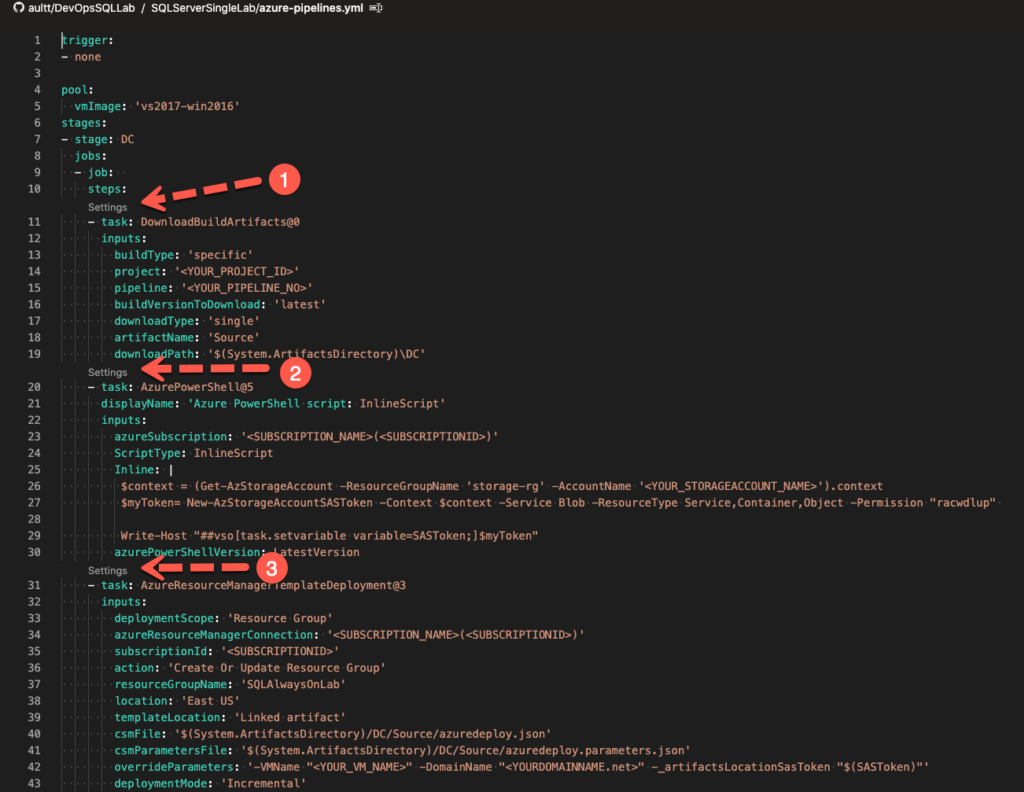 aultt/DevOpsSQLLab / SQLServerSingleLab/azure-pipelines.yml
1 trigger:
2 - none
3
4 pool:
5   vmImage: 'vs2017-win2016'
6 stages:
7 - stage: DC
8   jobs:
9   - job:
10     steps:
1
Settings
11     - task: DownloadBuildArtifacts@0
12       inputs:
13         buildType: 'specific'
14         project: '<YOUR_PROJECT_ID>'
15         pipeline: '<YOUR_PIPELINE_NO>'
16         buildVersionToDownload: 'latest'
17         downloadType: 'single'
18         artifactName: 'Source'
19         downloadPath: '$(System.ArtifactsDirectory)\DC'
Settings
2
20     - task: AzurePowerShell@5
21       displayName: 'Azure PowerShell script: InlineScript'
22       inputs:
23         azureSubscription: '<SUBSCRIPTION_NAME>(<SUBSCRIPTIONID>)'
24         ScriptType: InlineScript
25         Inline: |
26          $context = (Get-AzStorageAccount -ResourceGroupName 'storage-rg' -AccountName '<YOUR_STORAGEACCOUNT_NAME>').context
27          $myToken= New-AzStorageAccountSASToken -Context $context -Service Blob -ResourceType Service,Container,Object -Permission "racwdlup"
28
29          Write-Host "##vso[task.setvariable variable=SASToken;]$myToken"
30         azurePowerShellVersion: LatestVersion
Settings
3
31     - task: AzureResourceManagerTemplateDeployment@3
32       inputs:
33         deploymentScope: 'Resource Group'
34         azureResourceManagerConnection: '<SUBSCRIPTION_NAME>(<SUBSCRIPTIONID>)'
35         subscriptionId: '<SUBSCRIPTIONID>'
36         action: 'Create Or Update Resource Group'
37         resourceGroupName: 'SQLAlwaysOnLab'
38         location: 'East US'
39         templateLocation: 'Linked artifact'
40         csmFile: '$(System.ArtifactsDirectory)/DC/Source/azuredeploy.json'
41         csmParametersFile: '$(System.ArtifactsDirectory)/DC/Source/azuredeploy.parameters.json'
42         overrideParameters: '-VMName "<YOUR_VM_NAME>" -DomainName "<YOURDOMAINNAME.net>" -_artifactsLocationSasToken "$(SASToken)"'
43         deploymentMode: 'Incremental'